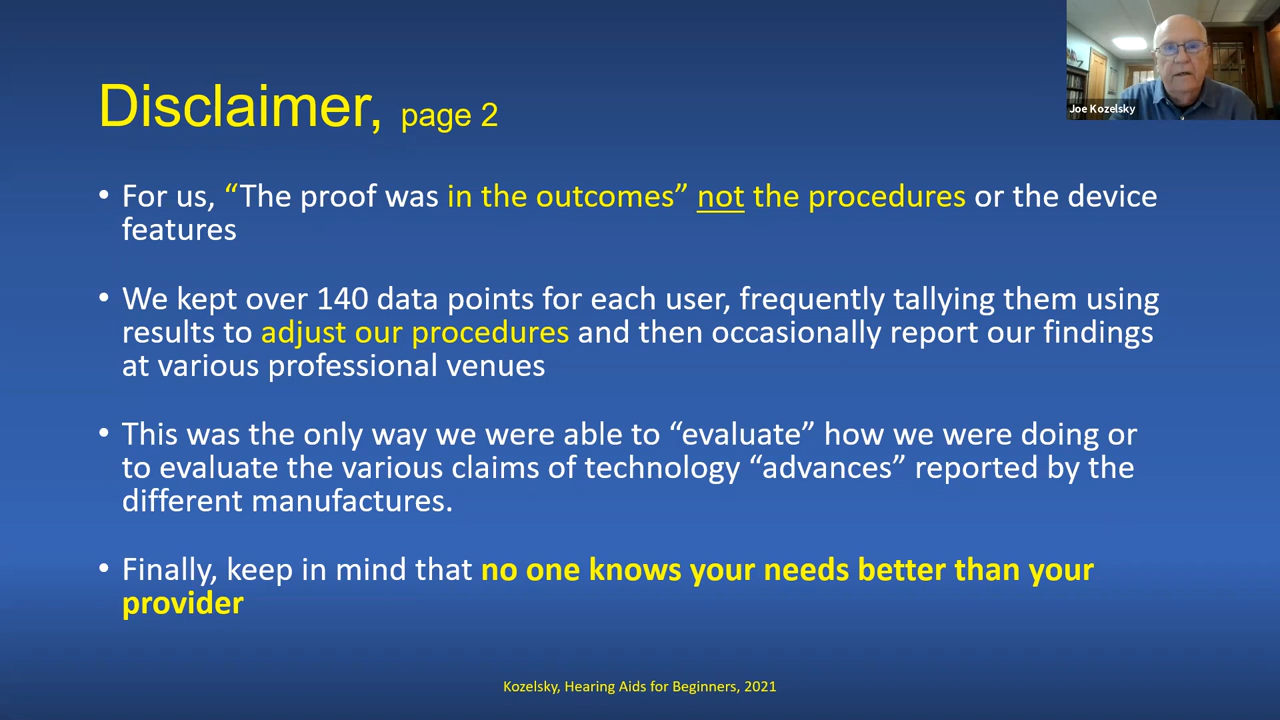 Disclaimer, page 2
Joe Kozelsky
• For us, “The proof was in the outcomes” not the procedures or the device
features
• We kept over 140 data points for each user, frequently tallying them using
results to adjust our procedures and then occasionally report our findings
at various professional venues
• This was the only way we were able to “evaluate” how we were doing or
to evaluate the various claims of technology “advances” reported by the
different manufactures.
• Finally, keep in mind that no one knows your needs better than your
provider
Kozelsky, Hearing Aids for Beginners, 2021